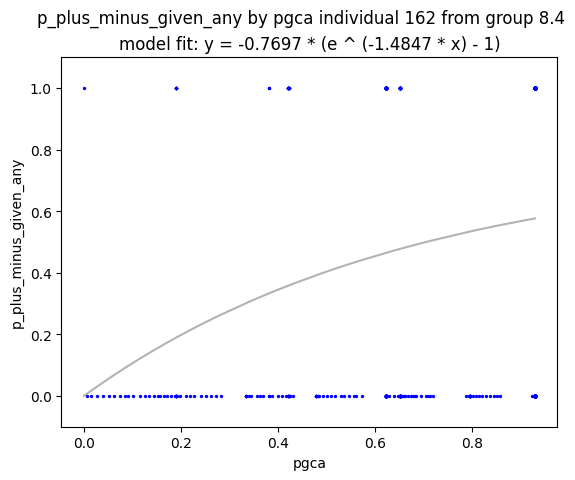 p_plus_minus_given_any by pgca individual 162 from group 8.4
model fit: y = -0.7697 * (e ^ (-1.4847 * x) - 1)
1.0
0.8
0.6
0.4
0.2
0.0
p_plus_minus_given_any
0.0 0.2 0.4 0.6 0.8
pgca